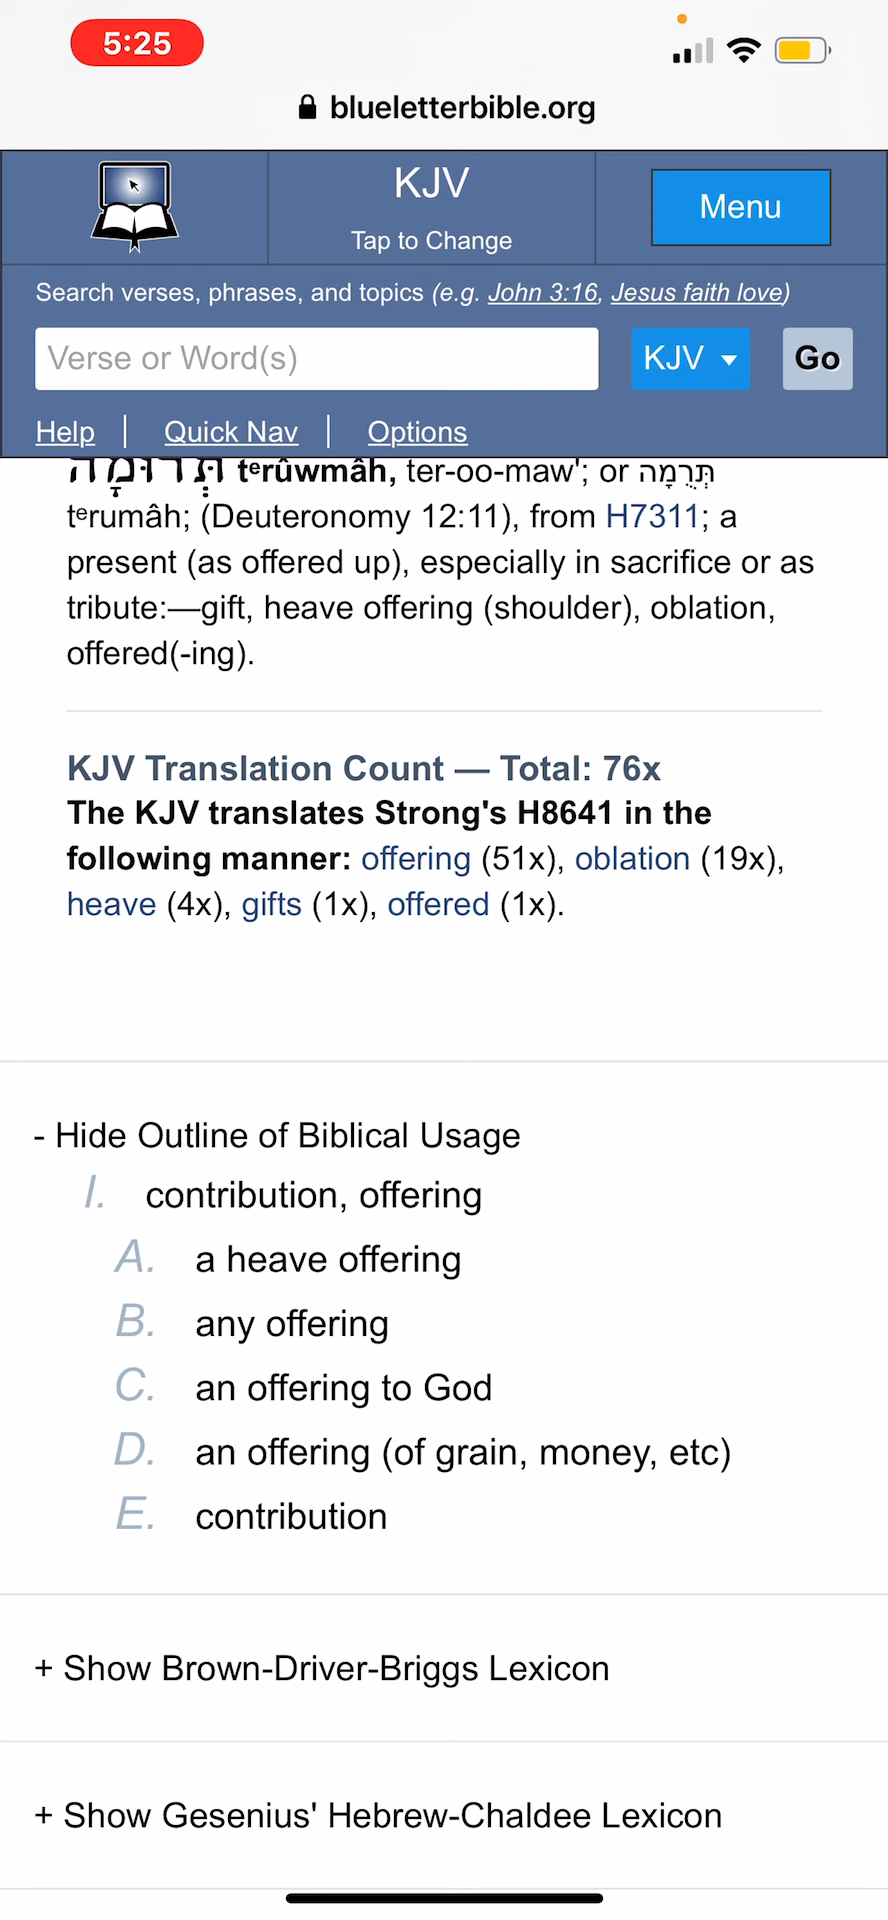 5:25
blueletterbible.org
KJV
Tap to Change
Menu
Search verses, phrases, and topics (e.g. John 3:16, Jesus faith love)
Verse or Word(s)
KJV
Go
Help | Quick Nav | Options
תְּרוּמָה tᵉrûwmâh, ter-oo-maw'; or תְּרֻמָה
tᵉrumâh; (Deuteronomy 12:11), from H7311; a
present (as offered up), especially in sacrifice or as
tribute:—gift, heave offering (shoulder), oblation,
offered(-ing).
KJV Translation Count — Total: 76x
The KJV translates Strong's H8641 in the
following manner: offering (51x), oblation (19x),
heave (4x), gifts (1x), offered (1x).
- Hide Outline of Biblical Usage
I. contribution, offering
A. a heave offering
B. any offering
C. an offering to God
D. an offering (of grain, money, etc)
E. contribution
+ Show Brown-Driver-Briggs Lexicon
+ Show Gesenius' Hebrew-Chaldee Lexicon